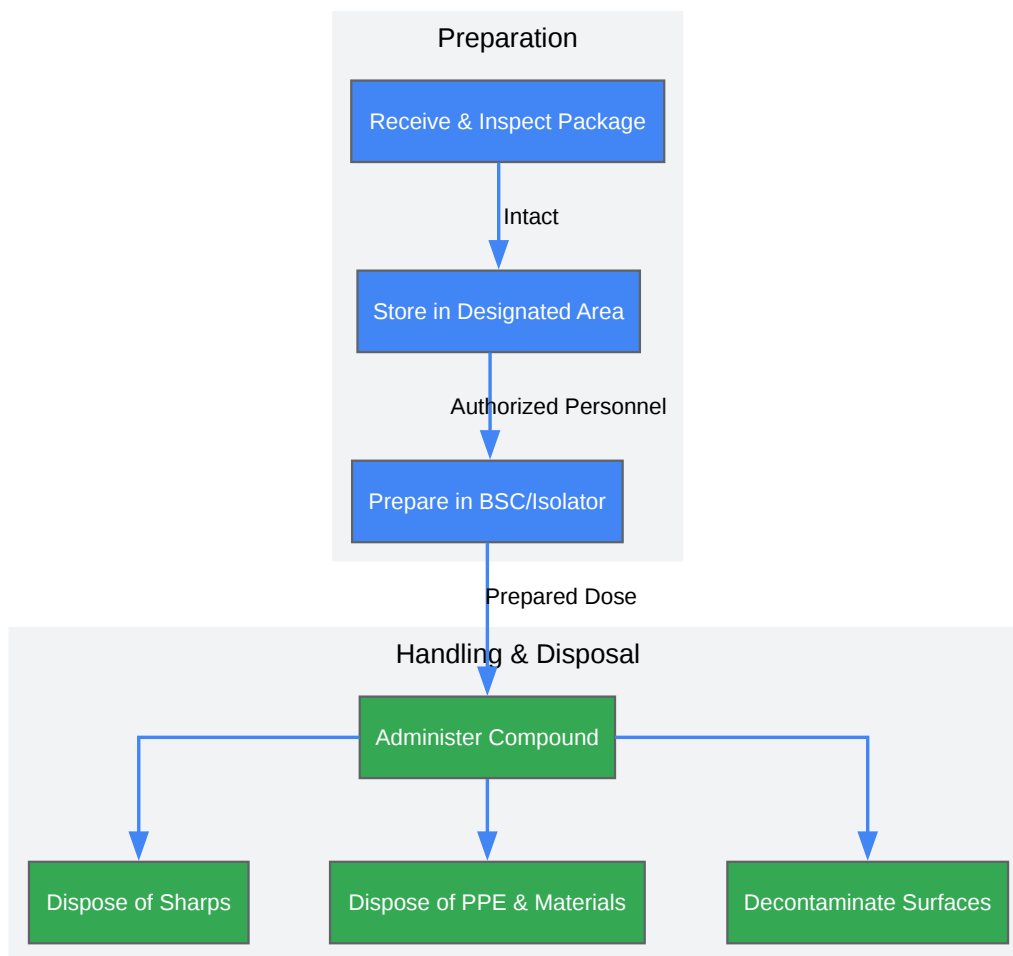 Preparation
Receive & Inspect Package
Intact
Store in Designated Area
Authorized Personnel
Prepare in BSC/Isolator
Prepared Dose
Handling & Disposal
Administer Compound
Dispose of Sharps
Dispose of PPE & Materials
Decontaminate Surfaces